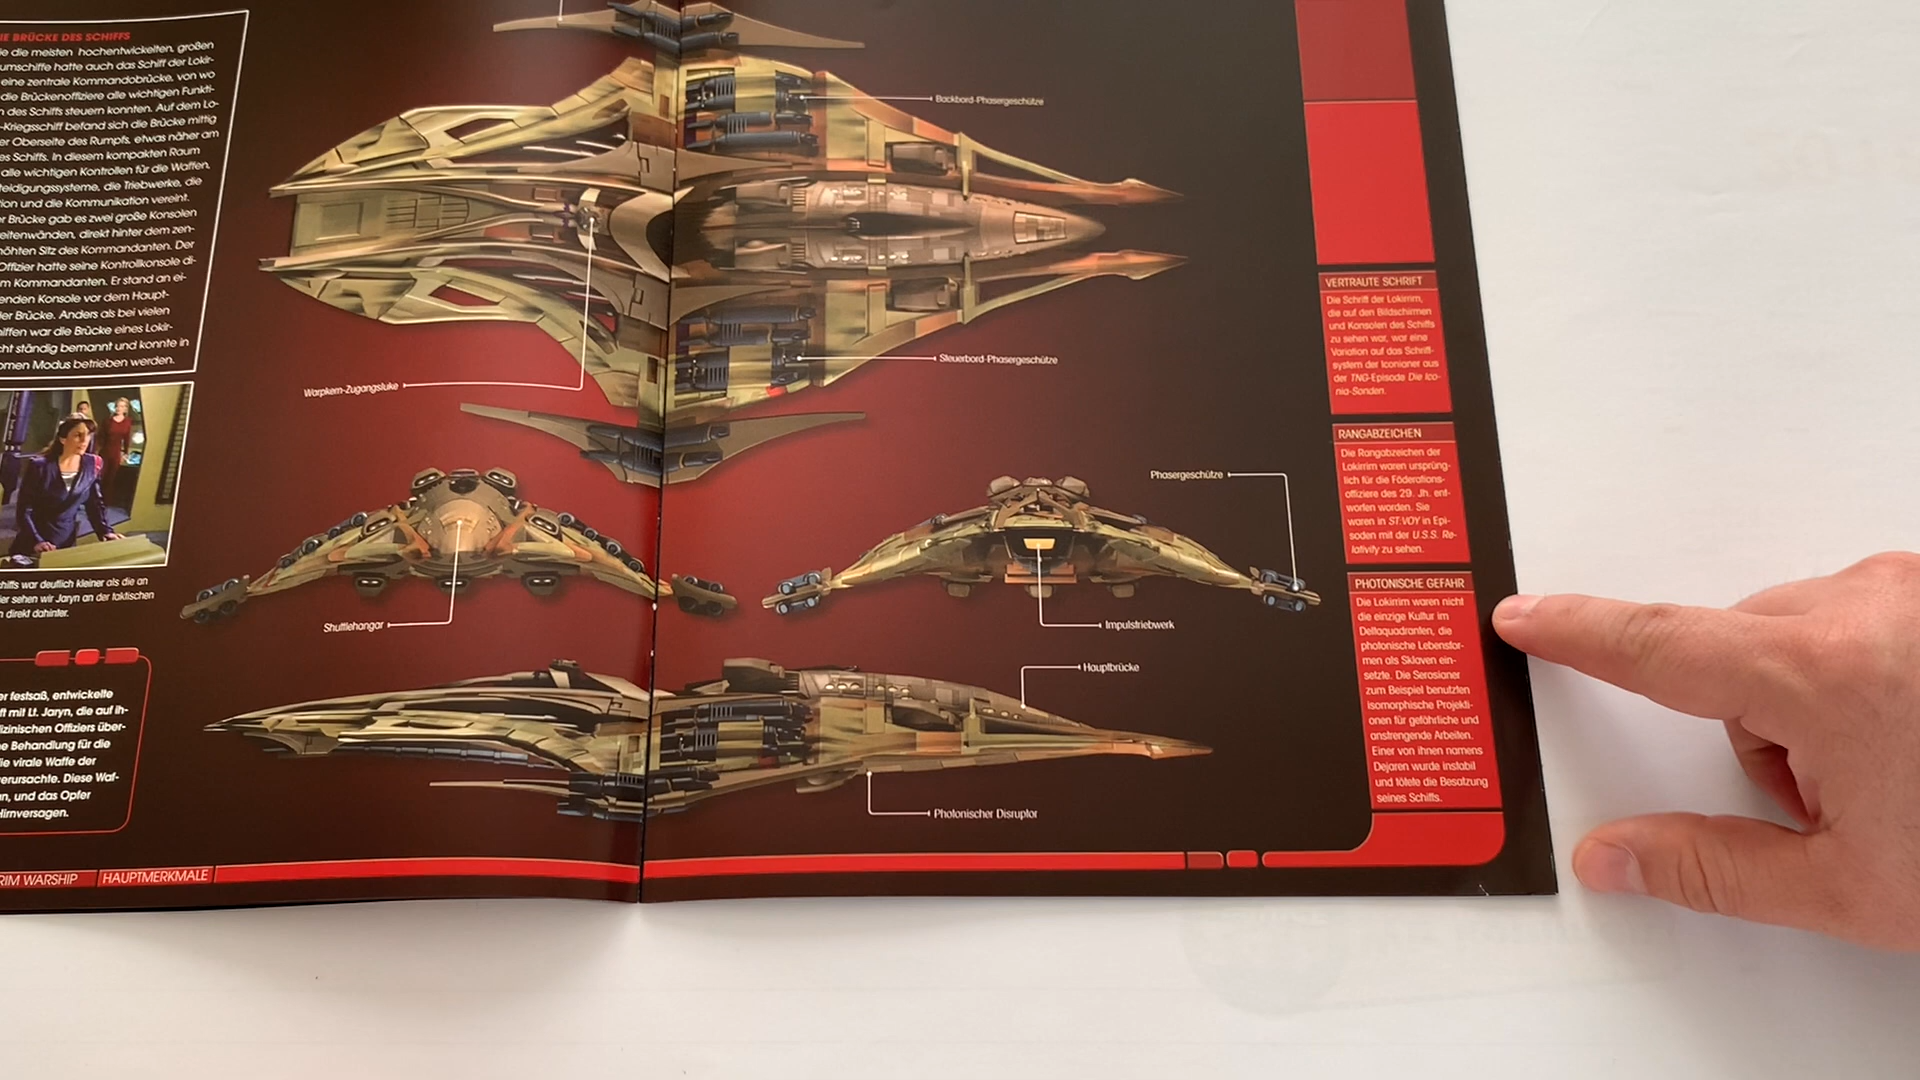 IE BRÜCKE DES SCHIFFS
ie die meisten hochentwickelten, großen
umschiffe hatte auch das Schiff der Lokir-
eine zentrale Kommandobrücke, von wo
die Brückenoffiziere alle wichtigen Funkti-
n des Schiffs steuern konnten. Auf dem Lo-
-Kriegsschiff befand sich die Brücke mittig
er Oberseite des Rumpfs, etwas näher am
es Schiffs. In diesem kompakten Raum
alle wichtigen Kontrollen für die Waffen,
teidigungssysteme, die Triebwerke, die
tion und die Kommunikation vereint.
r Brücke gab es zwei große Konsolen
eitenwänden, direkt hinter dem zen-
höhten Sitz des Kommandanten. Der
Offizier hatte seine Kontrollkonsole di-
m Kommandanten. Er stand an ei-
enden Konsole vor dem Haupt-
er Brücke. Anders als bei vielen
hiffen war die Brücke eines Lokir-
cht ständig bemannt und konnte in
omen Modus betrieben werden.
chiffs war deutlich kleiner als die an
ier sehen wir Jaryn an der taktischen
n direkt dahinter.
er festsaß, entwickelte
ft mit Lt. Jaryn, die auf ih-
izinischen Offiziers über-
e Behandlung für die
ie virale Waffe der
erursachte. Diese Waf-
n, und das Opfer
Hirnversagen.
RIM WARSHIP
HAUPTMERKMALE
Backbord-Phasergeschütze
Steuerbord-Phasergeschütze
Warpkern-Zugangsluke
Phasergeschütze
Shuttlehangar
Impulstriebwerk
Hauptbrücke
Photonischer Disruptor
VERTRAUTE SCHRIFT
Die Schrift der Lokirrim,
die auf den Bildschirmen
und Konsolen des Schiffs
zu sehen war, war eine
Variation auf das Schrift-
system der Iconianer aus
der TNG-Episode Die Ico-
nia-Sonden.
RANGABZEICHEN
Die Rangabzeichen der
Lokirrim waren ursprüng-
lich für die Föderations-
offiziere des 29. Jh. ent-
worfen worden. Sie
waren in ST:VOY in Epi-
soden mit der U.S.S. Re-
lativity zu sehen.
PHOTONISCHE GEFAHR
Die Lokirrim waren nicht
die einzige Kultur im
Deltaquadranten, die
photonische Lebensfor-
men als Sklaven ein-
setzte. Die Serosianer
zum Beispiel benutzten
isomorphische Projekti-
onen für gefährliche und
anstrengende Arbeiten.
Einer von ihnen namens
Dejaren wurde instabil
und tötete die Besatzung
seines Schiffs.